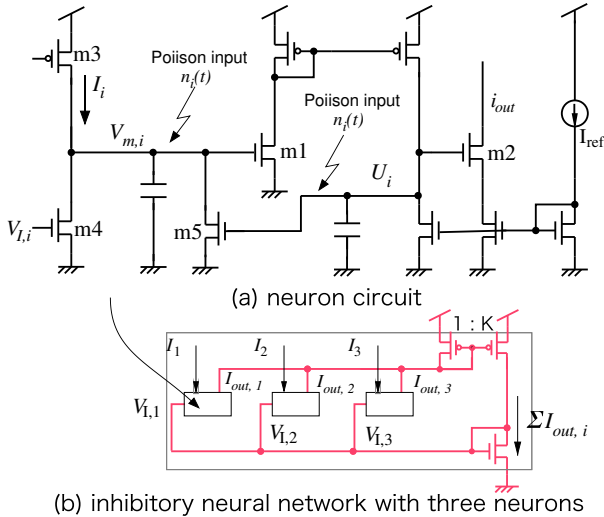 m3
Poiison input
n_i(t)
I_i
Poiison input
n_i(t)
i_out
V_m,i
m1
I_ref
m2
U_i
V_I,i
m4
m5
(a) neuron circuit
1 : K
I_1
I_2
I_3
I_out, 1
I_out, 2
I_out, 3
V_I,1
V_I,2
V_I,3
ΣI_out, i
(b) inhibitory neural network with three neurons